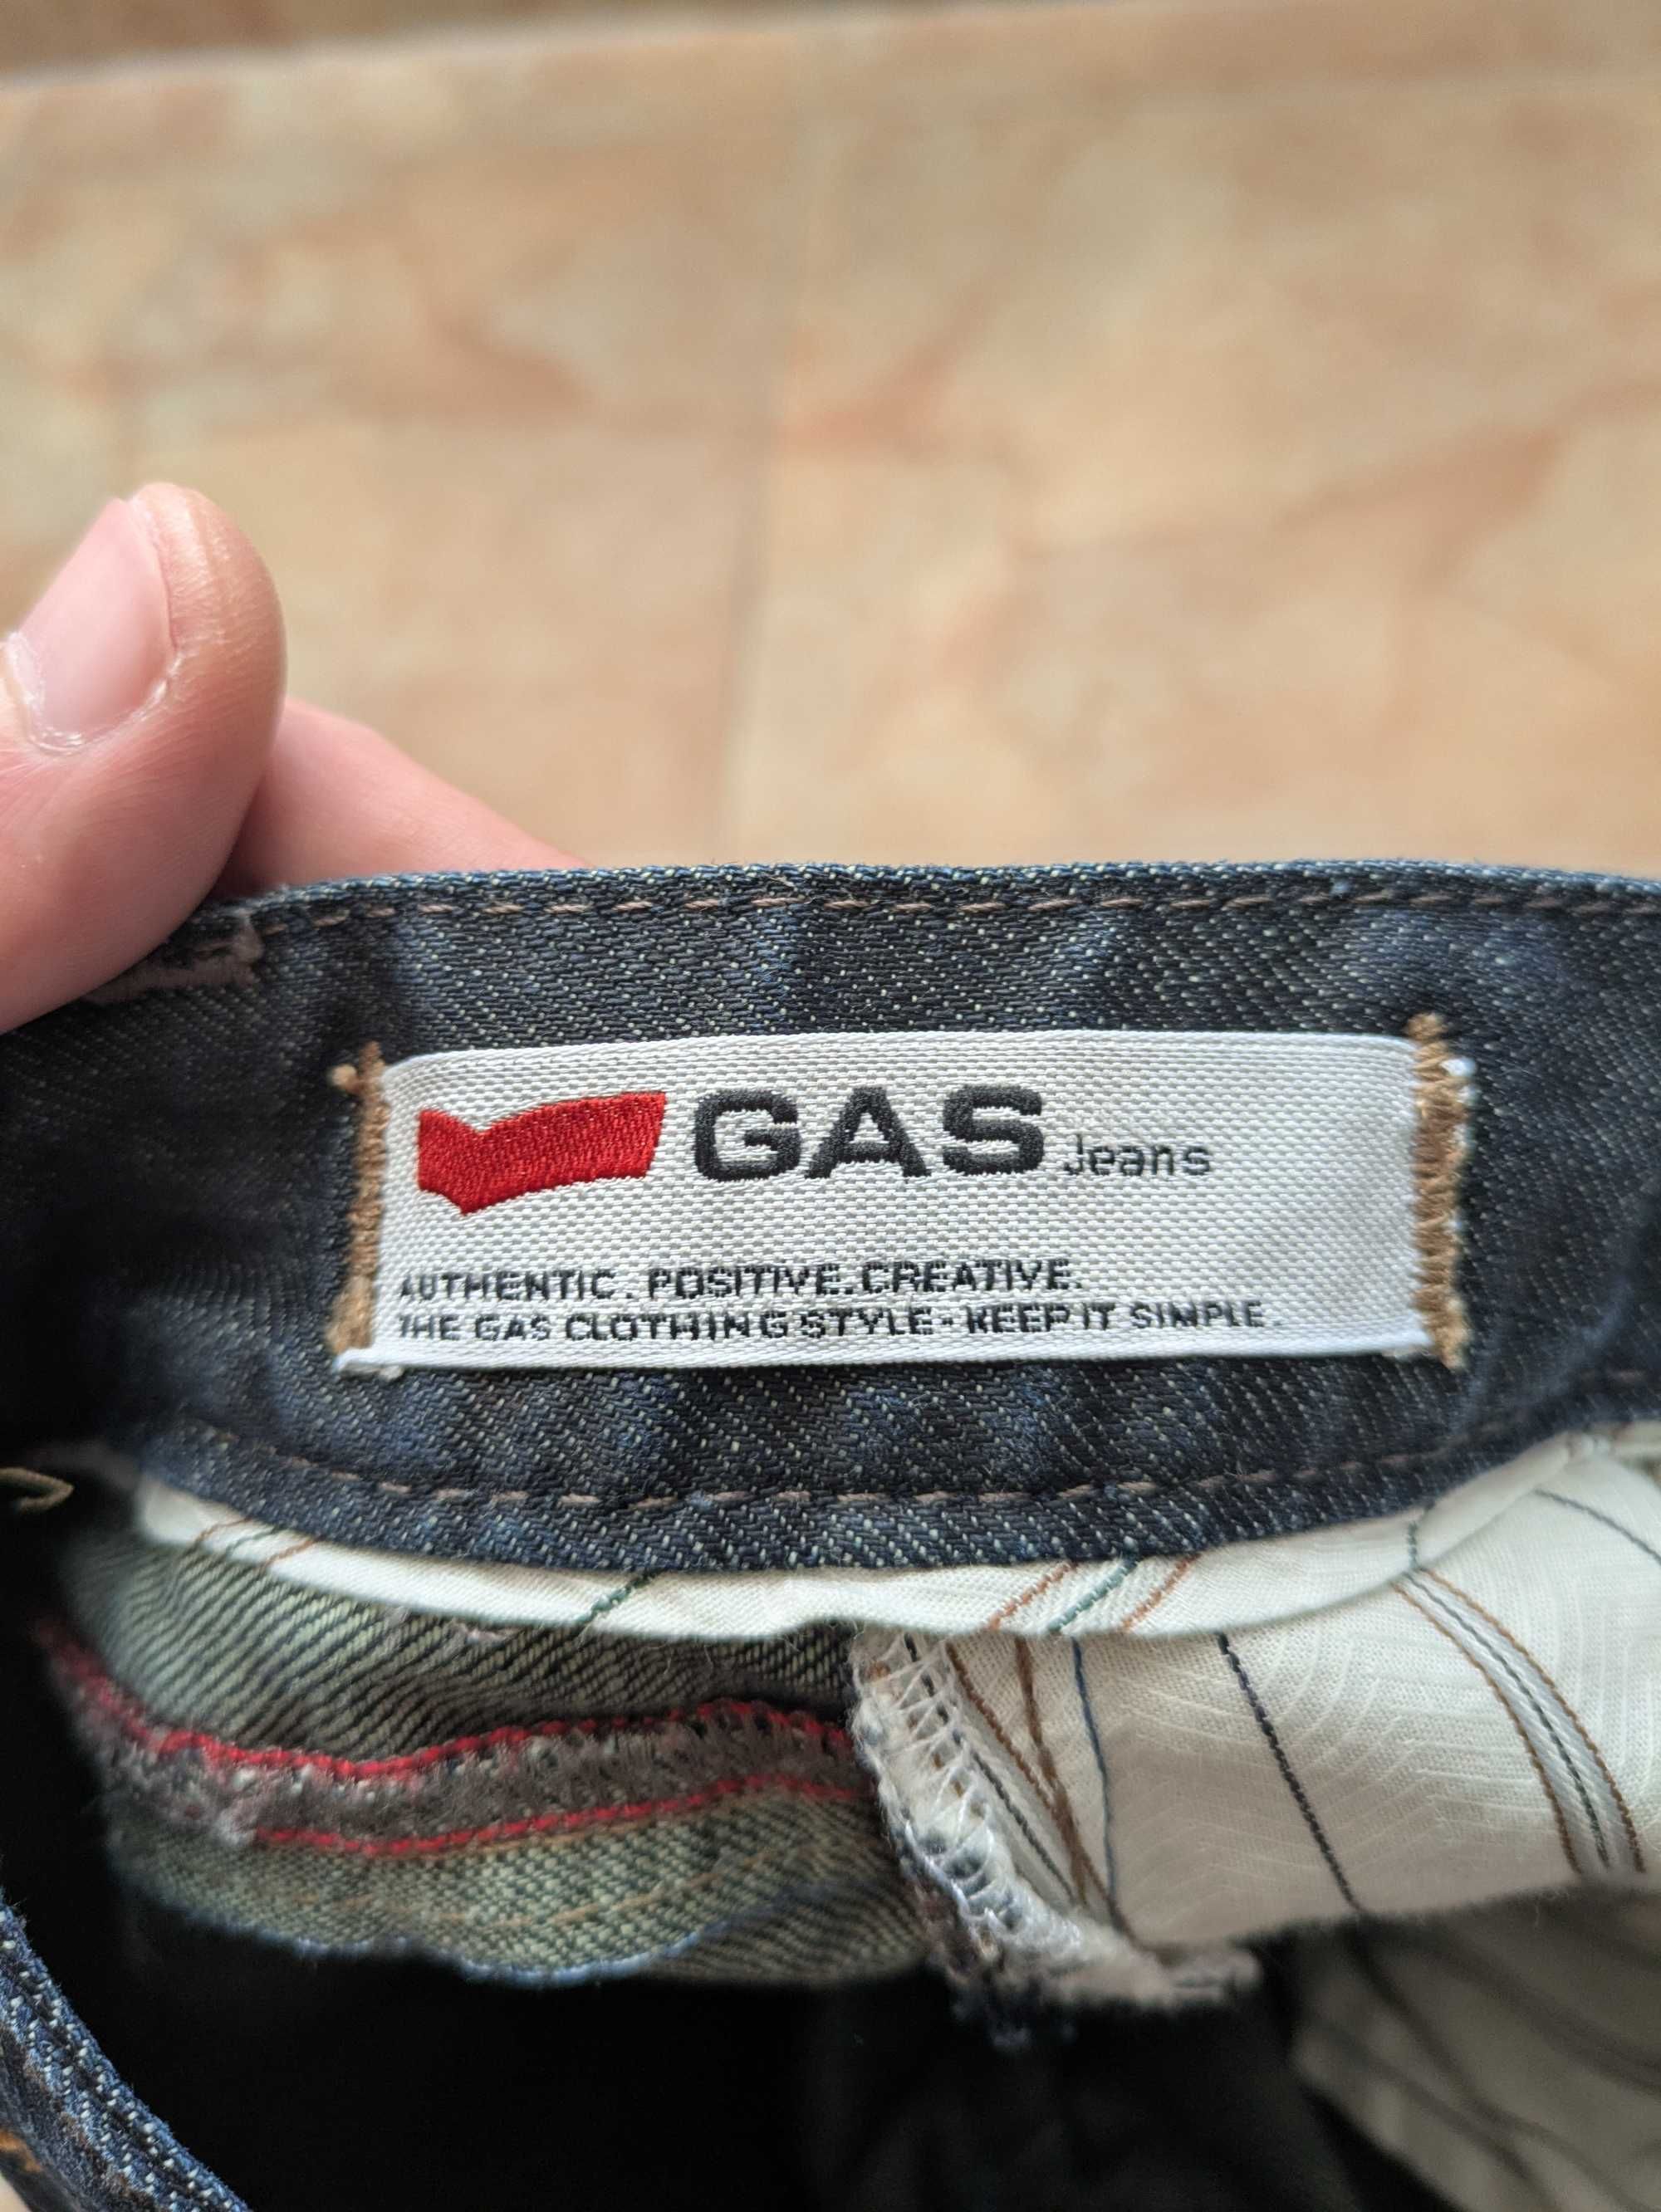 GAS Jeans
AUTHENTIC. POSITIVE.CREATIVE.
THE GAS CLOTHING STYLE - KEEP IT SIMPLE.